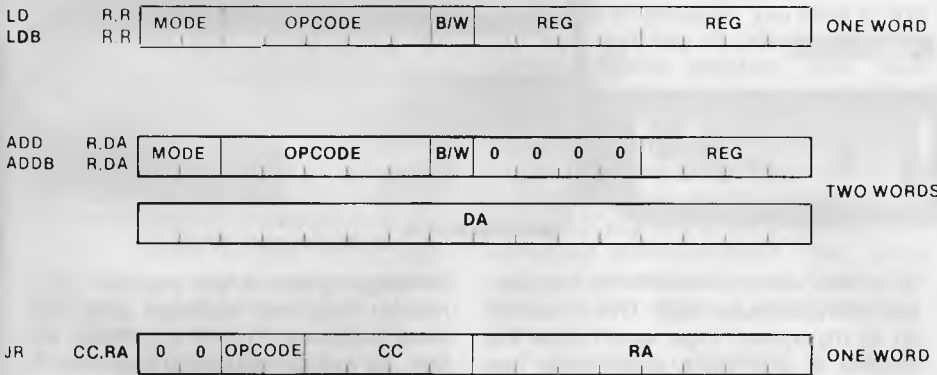 LD R.R MODE OPCODE B/W REG REG ONE WORD
LDB R.R
ADD R.DA MODE OPCODE B/W 0 0 0 0 REG
ADDB R.DA
TWO WORDS
DA
JR CC.RA 0 0 OPCODE CC RA ONE WORD